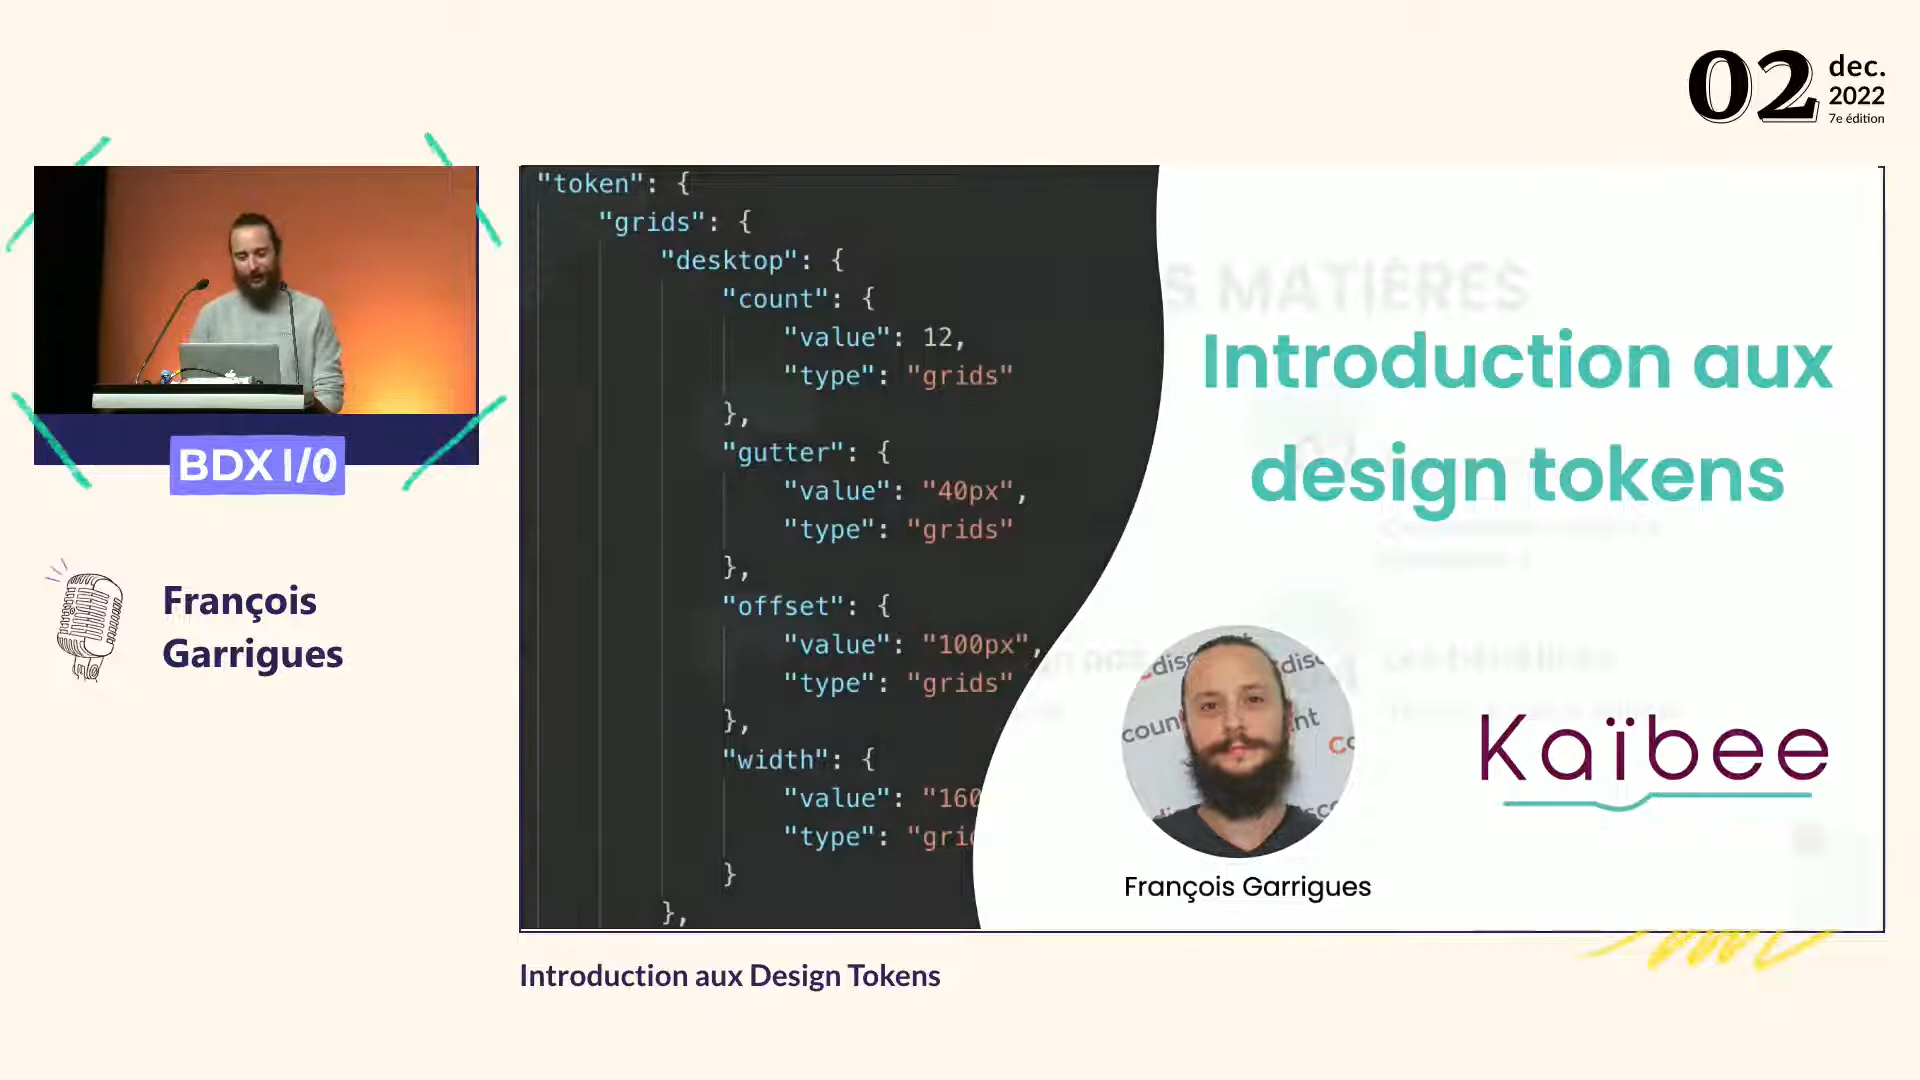 02
dec.
2022
7e édition
BDX I/O
François
Garrigues
"token": {
"grids": {
"desktop": {
"count": {
"value": 12,
"type": "grids"
},
"gutter": {
"value": "40px",
"type": "grids"
},
"offset": {
"value": "100px",
"type": "grids"
},
"width": {
"value": "160
"type": "grid
}
},
S MATIÈRES
Introduction aux
design tokens
Kaïbee
François Garrigues
Introduction aux Design Tokens